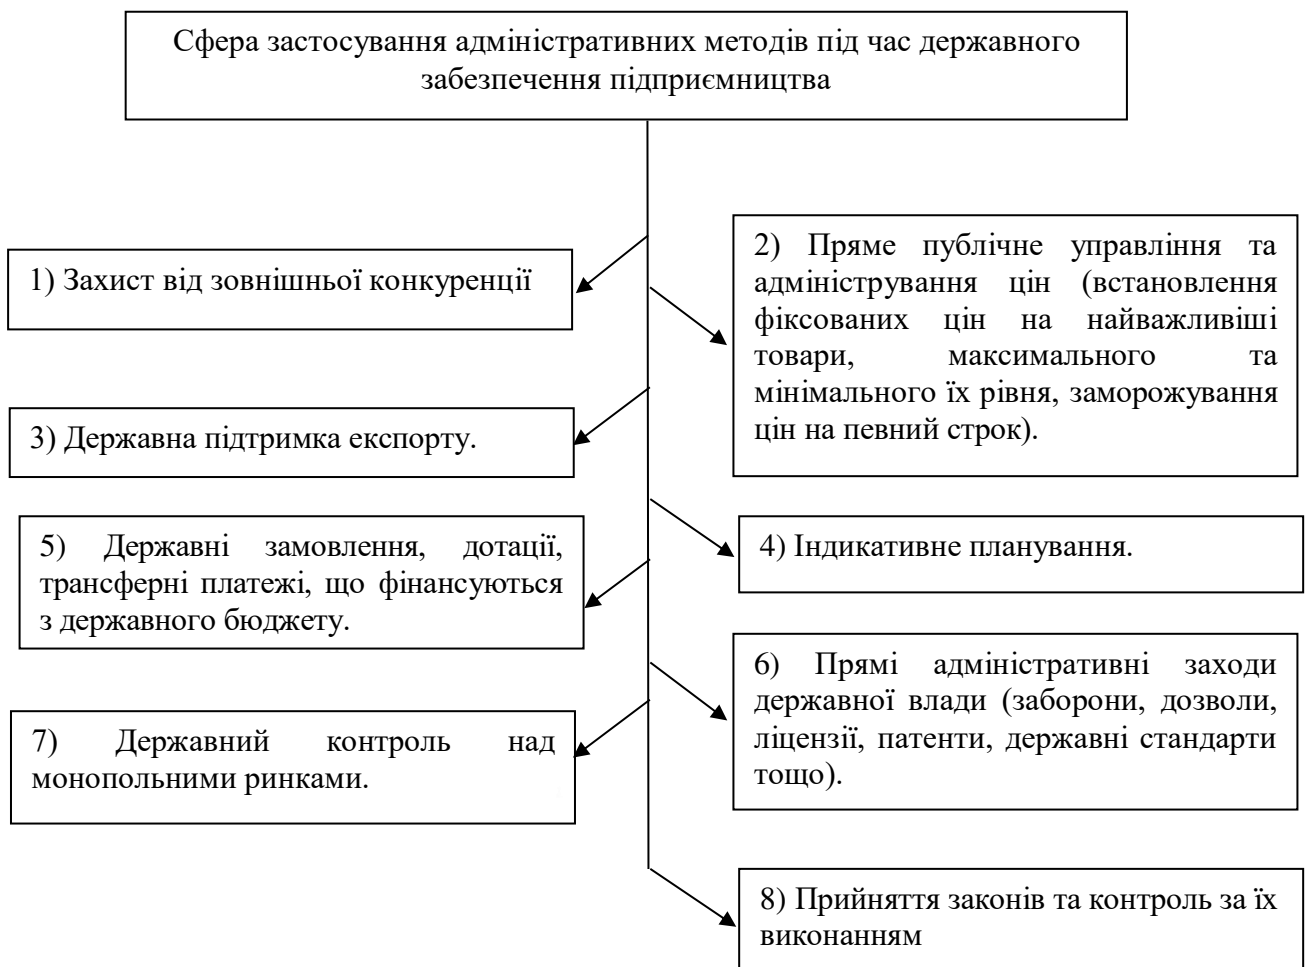 Сфера застосування адміністративних методів під час державного
забезпечення підприємництва
1) Захист від зовнішньої конкуренції
2) Пряме публічне управління та
адміністрування цін (встановлення
фіксованих цін на найважливіші
товари, максимального та
мінімального їх рівня, заморожування
цін на певний строк).
3) Державна підтримка експорту.
4) Індикативне планування.
5) Державні замовлення, дотації,
трансферні платежі, що фінансуються
з державного бюджету.
6) Прямі адміністративні заходи
державної влади (заборони, дозволи,
ліцензії, патенти, державні стандарти
тощо).
7) Державний контроль над
монопольними ринками.
8) Прийняття законів та контроль за їх
виконанням